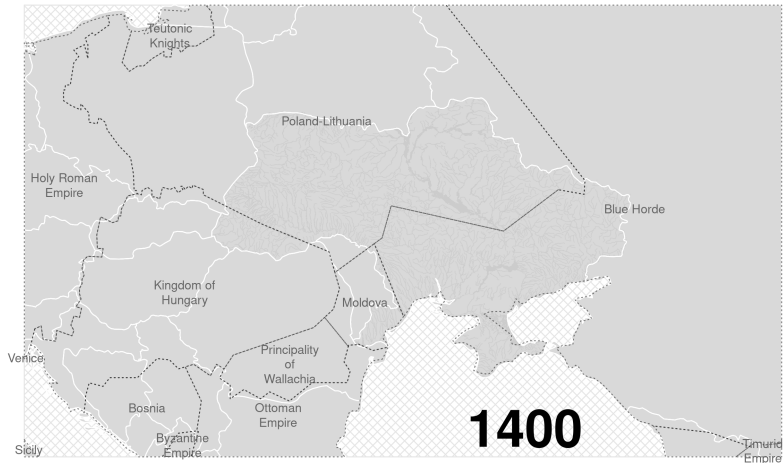 Teutonic
Knights
Poland-Lithuania
Holy Roman
Empire
Blue Horde
Kingdom of
Hungary
Moldova
Venice
Principality
of
Wallachia
Bosnia
Ottoman
Empire
1400
Byzantine
Empire
Sicily
Timurid
Empire